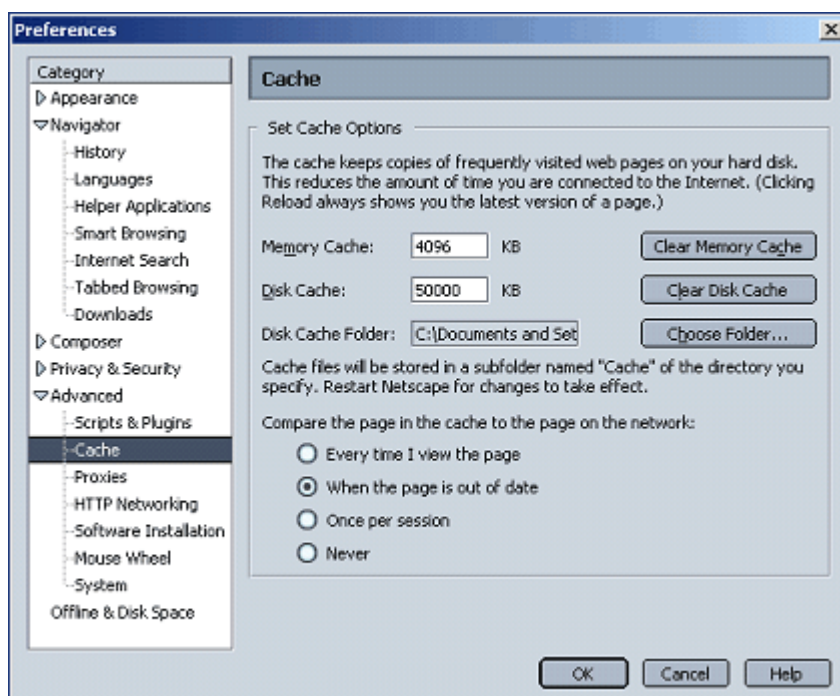 Preferences
Category
Appearance
Navigator
History
Languages
Helper Applications
Smart Browsing
Internet Search
Tabbed Browsing
Downloads
Composer
Privacy & Security
Advanced
Scripts & Plugins
Cache
Proxies
HTTP Networking
Software Installation
Mouse Wheel
System
Offline & Disk Space
Cache
Set Cache Options
The cache keeps copies of frequently visited web pages on your hard disk.
This reduces the amount of time you are connected to the Internet. (Clicking
Reload always shows you the latest version of a page.)
Memory Cache: 4096 KB Clear Memory Cache
Disk Cache: 50000 KB Clear Disk Cache
Disk Cache Folder: C:\Documents and Set Choose Folder...
Cache files will be stored in a subfolder named "Cache" of the directory you
specify. Restart Netscape for changes to take effect.
Compare the page in the cache to the page on the network:
Every time I view the page
When the page is out of date
Once per session
Never
OK Cancel Help